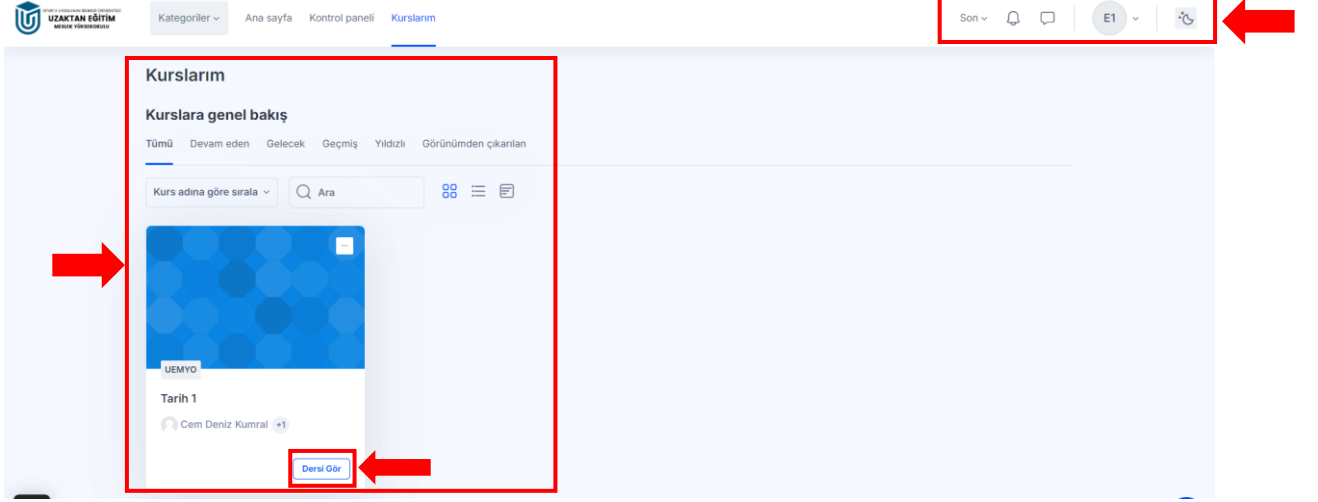 UZAKTAN EĞİTİM
MESLEK YÜKSEKOKULU
Kategoriler Ana sayfa Kontrol paneli Kurslarım
Son E1
Kurslarım
Kurslara genel bakış
Tümü Devam eden Gelecek Geçmiş Yıldızlı Görünümden çıkarılan
Kurs adına göre sırala Ara
UEMYO
Tarih 1
Cem Deniz Kumral +1
Dersi Gör